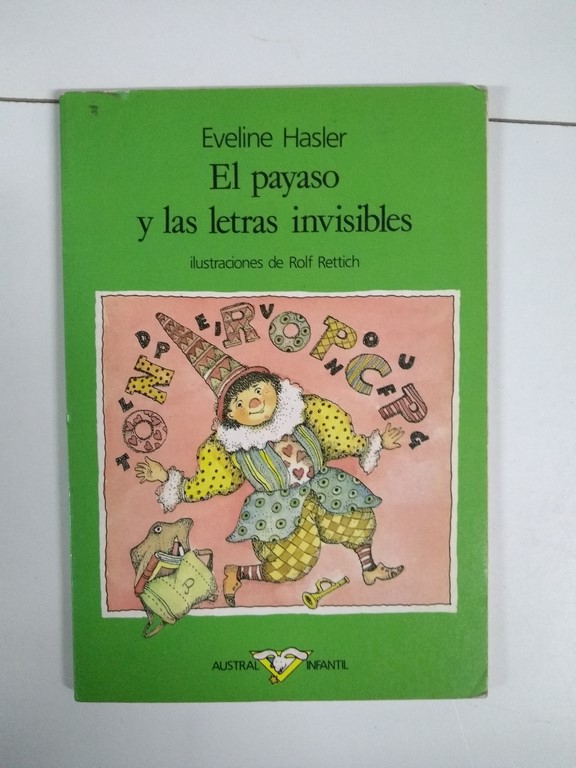 Eveline Hasler
El payaso
y las letras invisibles
ilustraciones de Rolf Rettich
AUSTRAL INFANTIL